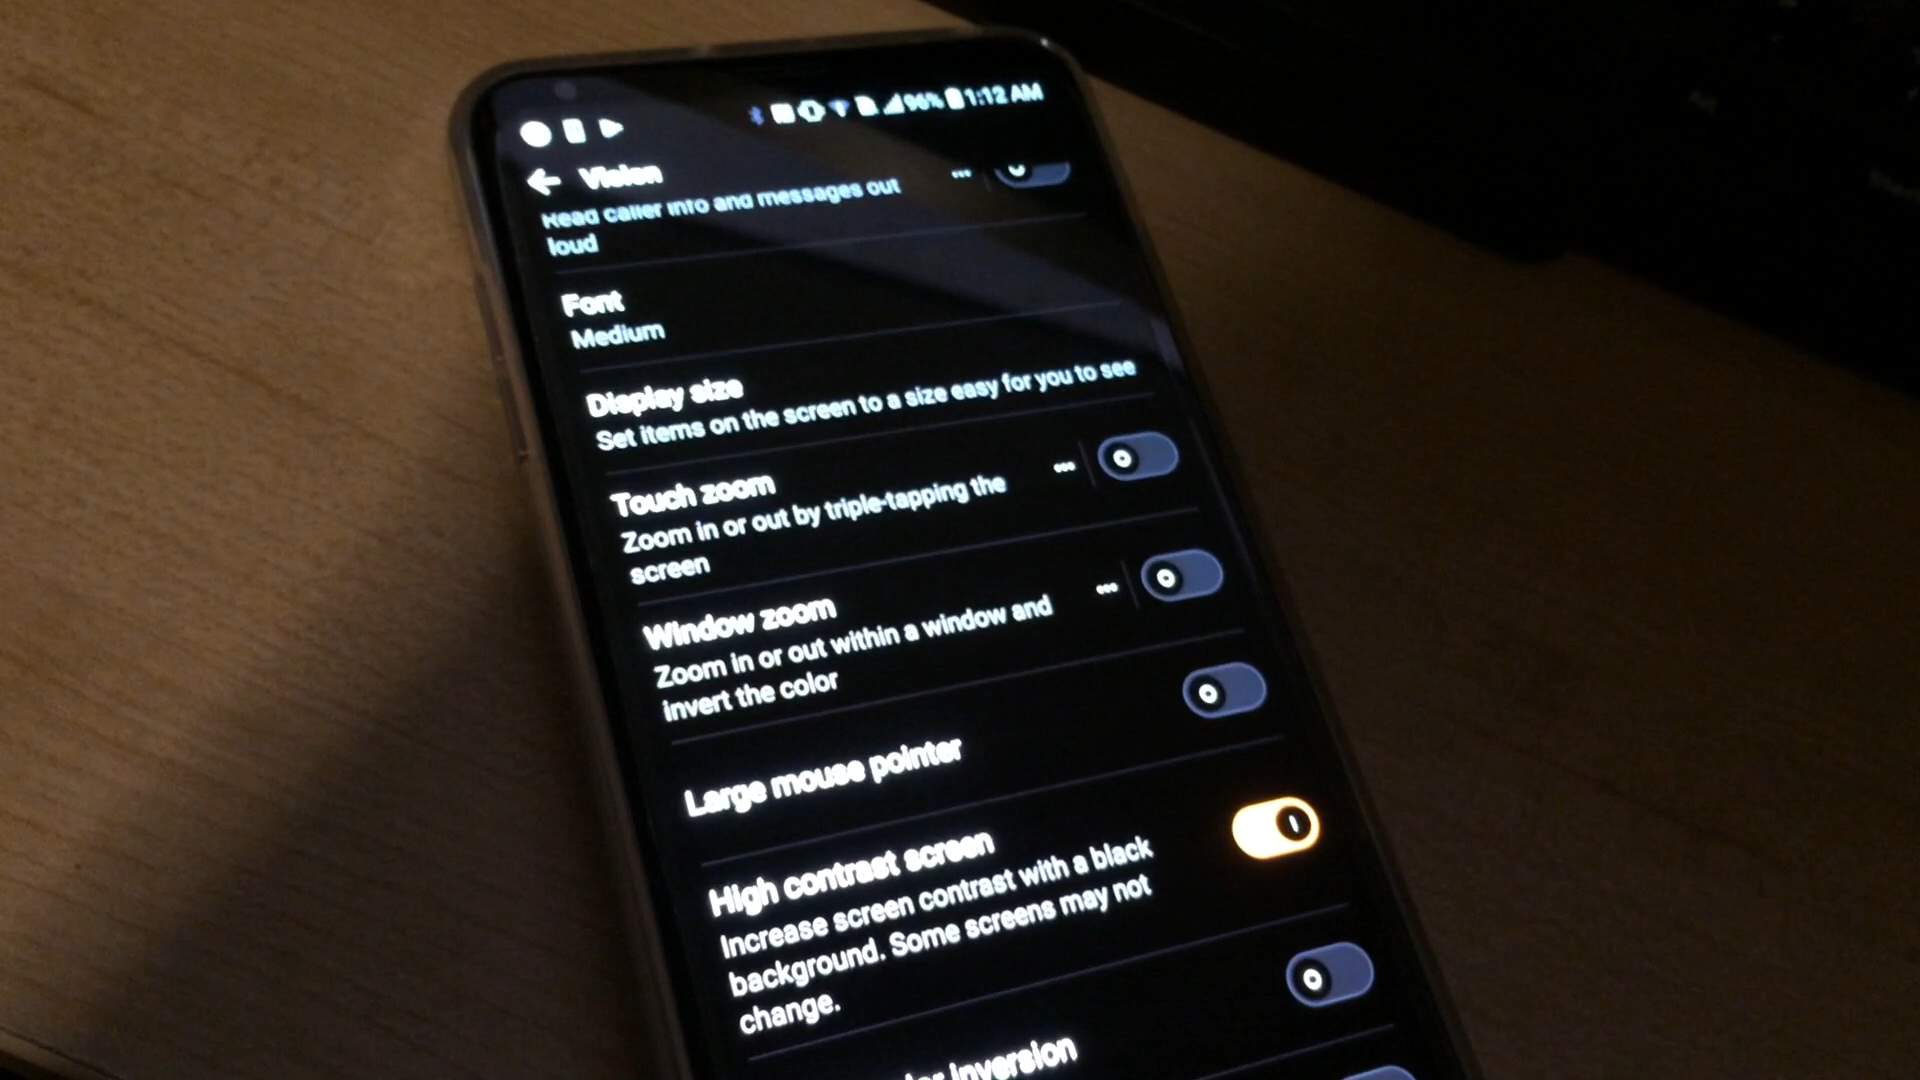 96% 1:12 AM
Vision
Read caller info and messages out
loud
Font
Medium
Display size
Set items on the screen to a size easy for you to see
Touch zoom
Zoom in or out by triple-tapping the
screen
Window zoom
Zoom in or out within a window and
invert the color
Large mouse pointer
High contrast screen
Increase screen contrast with a black
background. Some screens may not
change.
inversion